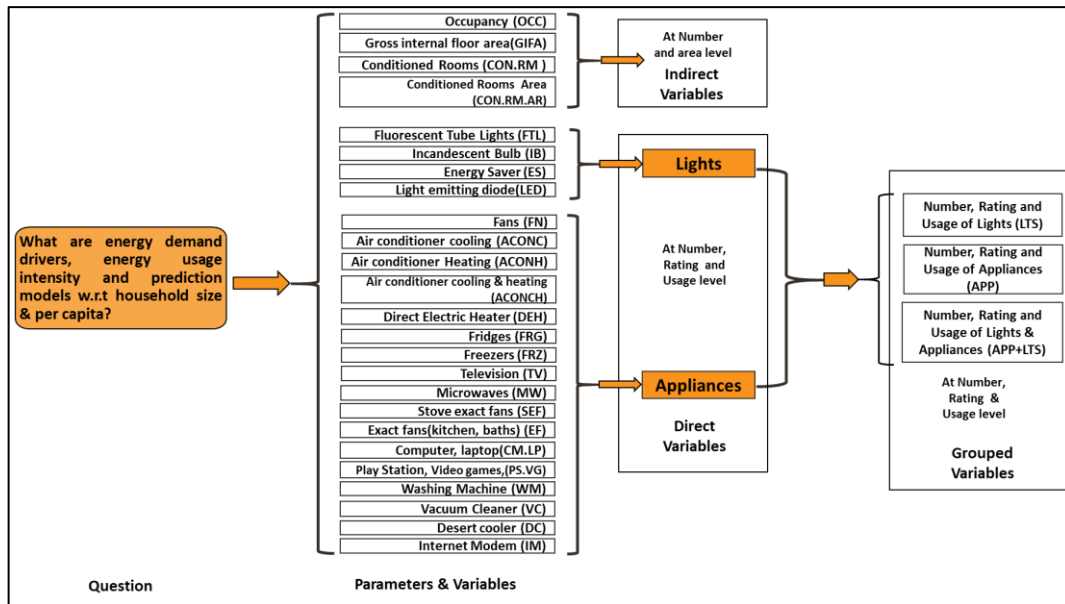 What are energy demand
drivers, energy usage
intensity and prediction
models w.r.t household size
& per capita?
Question
Occupancy (OCC)
Gross internal floor area(GIFA)
Conditioned Rooms (CON.RM )
Conditioned Rooms Area
(CON.RM.AR)
Fluorescent Tube Lights (FTL)
Incandescent Bulb (IB)
Energy Saver (ES)
Light emitting diode(LED)
Fans (FN)
Air conditioner cooling (ACONC)
Air conditioner Heating (ACONH)
Air conditioner cooling & heating
(ACONCH)
Direct Electric Heater (DEH)
Fridges (FRG)
Freezers (FRZ)
Television (TV)
Microwaves (MW)
Stove exact fans (SEF)
Exact fans(kitchen, baths) (EF)
Computer, laptop(CM.LP)
Play Station, Video games,(PS.VG)
Washing Machine (WM)
Vacuum Cleaner (VC)
Desert cooler (DC)
Internet Modem (IM)
Parameters & Variables
At Number
and area level
Indirect
Variables
Lights
At Number,
Rating and
Usage level
Appliances
Direct
Variables
Number, Rating and
Usage of Lights (LTS)
Number, Rating and
Usage of Appliances
(APP)
Number, Rating and
Usage of Lights &
Appliances (APP+LTS)
At Number,
Rating &
Usage level
Grouped
Variables